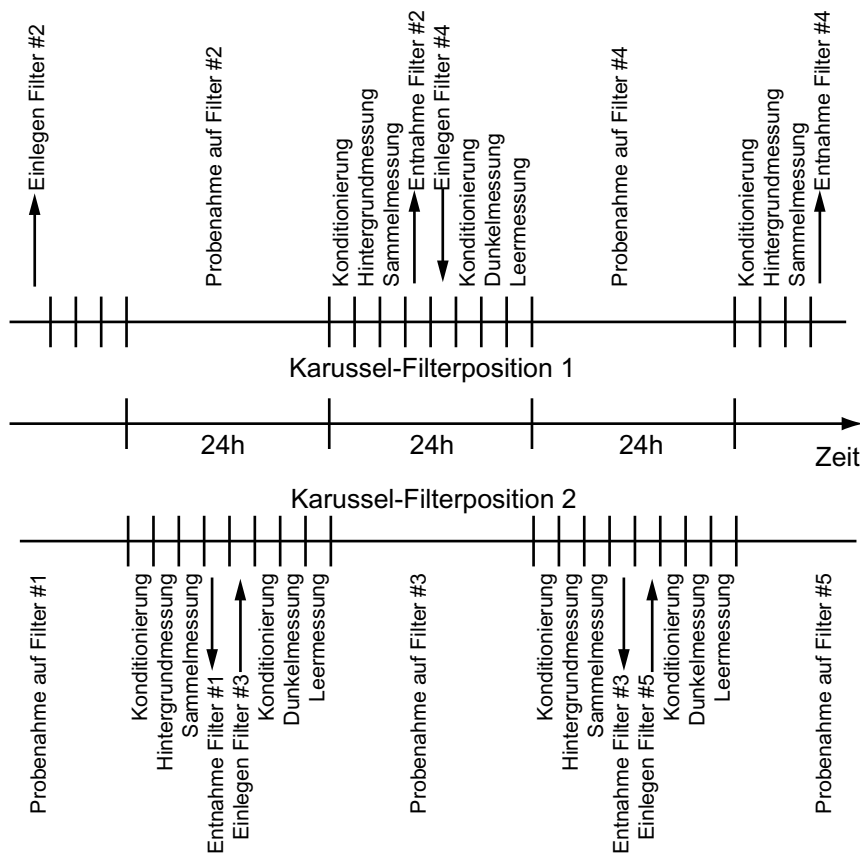 Einlegen Filter #2
Probenahme auf Filter #2
Konditionierung
Hintergrundmessung
Sammelmessung
Entnahme Filter #2
Einlegen Filter #4
Konditionierung
Dunkelmessung
Leermessung
Probenahme auf Filter #4
Konditionierung
Hintergrundmessung
Sammelmessung
Entnahme Filter #4
Karussel-Filterposition 1
24h
24h
24h
Zeit
Karussel-Filterposition 2
Probenahme auf Filter #1
Konditionierung
Hintergrundmessung
Sammelmessung
Entnahme Filter #1
Einlegen Filter #3
Konditionierung
Dunkelmessung
Leermessung
Probenahme auf Filter #3
Konditionierung
Hintergrundmessung
Sammelmessung
Entnahme Filter #3
Einlegen Filter #5
Konditionierung
Dunkelmessung
Leermessung
Probenahme auf Filter #5